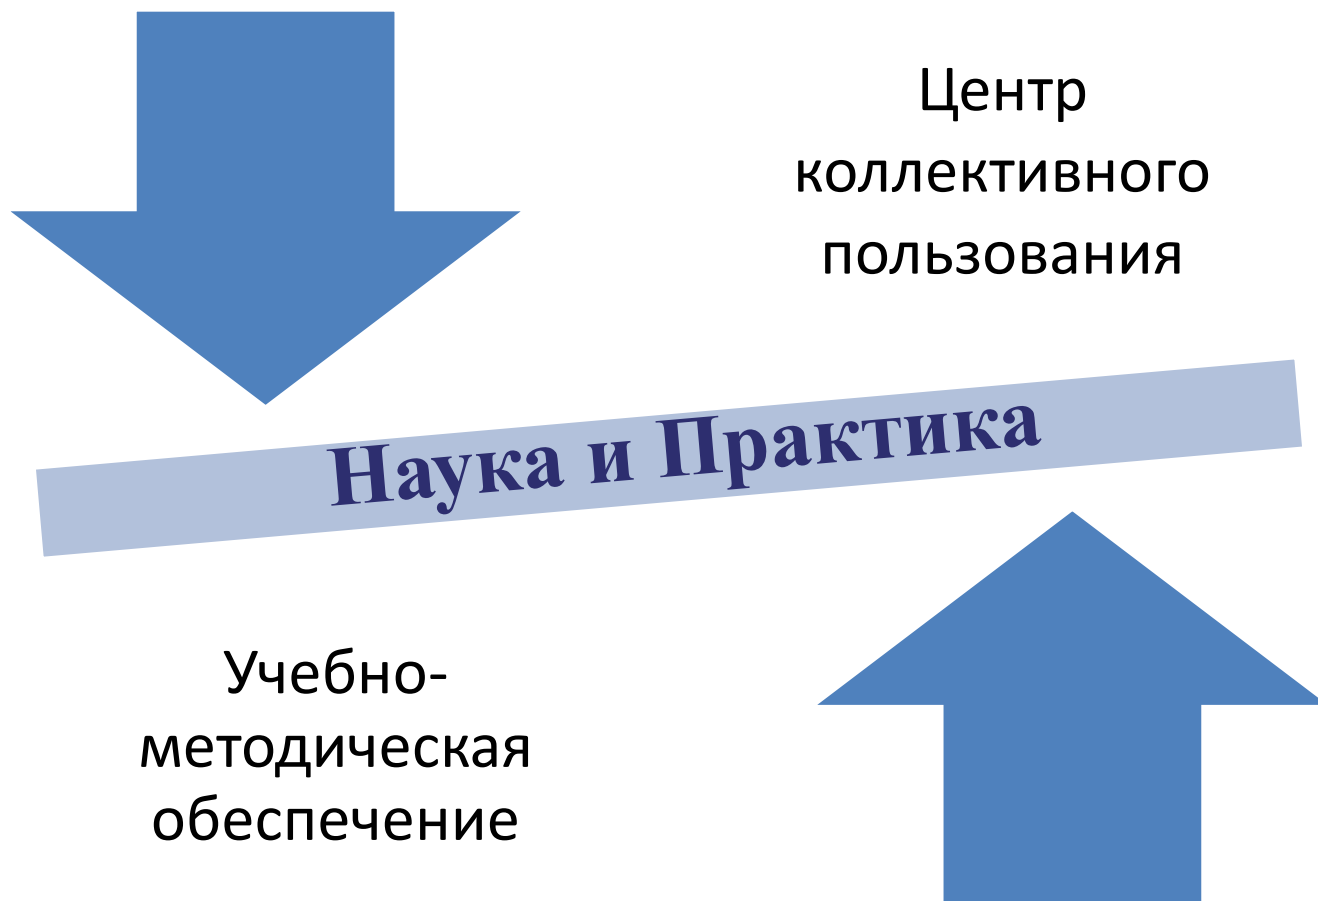 Центр
коллективного
пользования
Наука и Практика
Учебно-
методическая
обеспечение